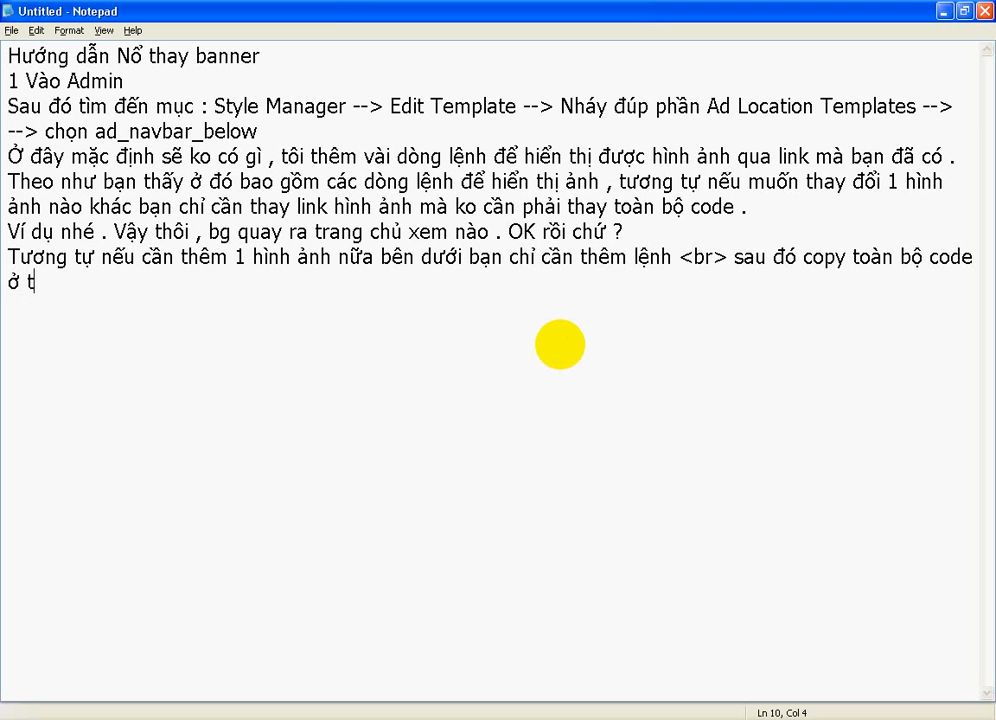 Untitled - Notepad
File Edit Format View Help
Hướng dẫn Nổ thay banner
1 Vào Admin
Sau đó tìm đến mục : Style Manager --> Edit Template --> Nháy đúp phần Ad Location Templates -->
--> chọn ad_navbar_below
Ở đây mặc định sẽ ko có gì , tôi thêm vài dòng lệnh để hiển thị được hình ảnh qua link mà bạn đã có .
Theo như bạn thấy ở đó bao gồm các dòng lệnh để hiển thị ảnh , tương tự nếu muốn thay đổi 1 hình
ảnh nào khác bạn chỉ cần thay link hình ảnh mà ko cần phải thay toàn bộ code .
Ví dụ nhé . Vậy thôi , bg quay ra trang chủ xem nào . OK rồi chứ ?
Tương tự nếu cần thêm 1 hình ảnh nữa bên dưới bạn chỉ cần thêm lệnh <br> sau đó copy toàn bộ code
ở t
Ln 10, Col 4